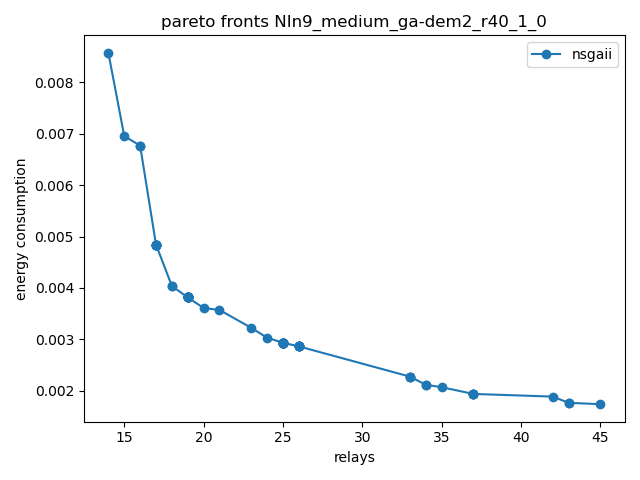 pareto fronts NIn9_medium_ga-dem2_r40_1_0
nsgaii
energy consumption
0.008
0.007
0.006
0.005
0.004
0.003
0.002
15 20 25 30 35 40 45
relays